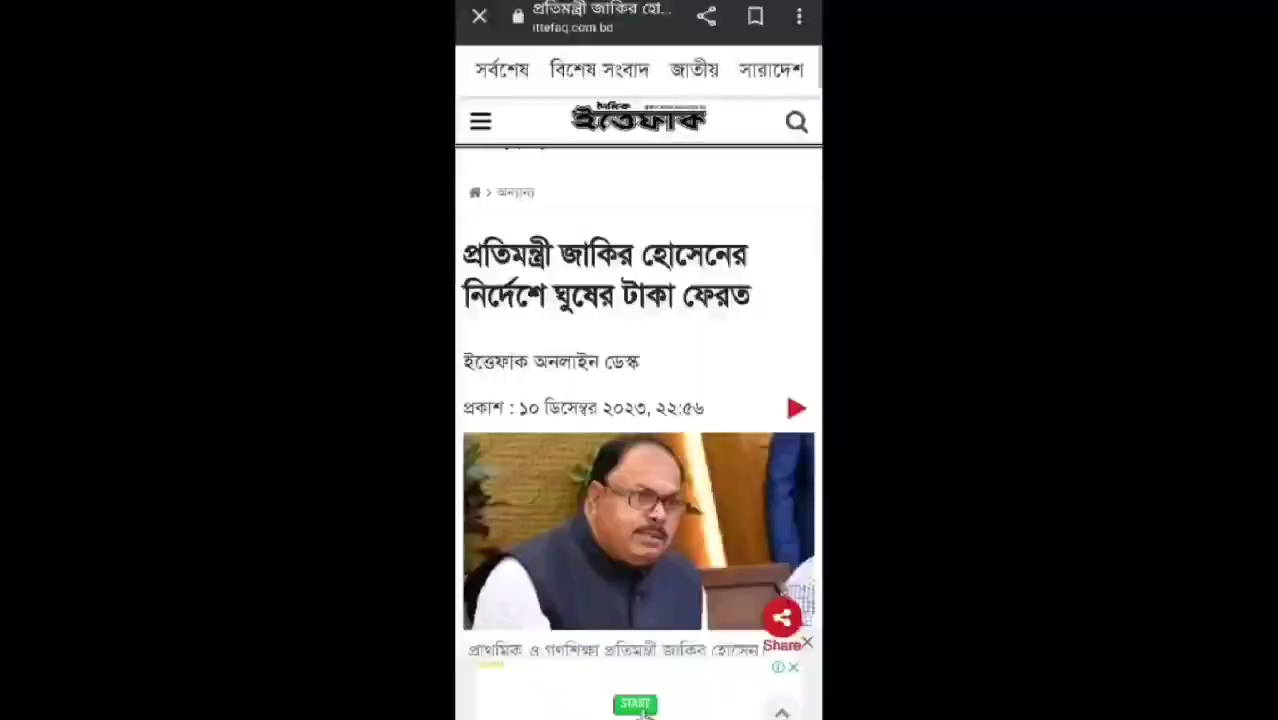 প্রতিমন্ত্রী জাকির হো...
ittefaq.com.bd
সর্বশেষ বিশেষ সংবাদ জাতীয় সারাদেশ
দৈনিক
ইত্তেফাক
অন্যান্য
প্রতিমন্ত্রী জাকির হোসেনের
নির্দেশে ঘুষের টাকা ফেরত
ইত্তেফাক অনলাইন ডেস্ক
প্রকাশ : ১০ ডিসেম্বর ২০২৩, ২২:৫৬
Share
প্রাথমিক ও গণশিক্ষা প্রতিমন্ত্রী জাকির হোসেন
START